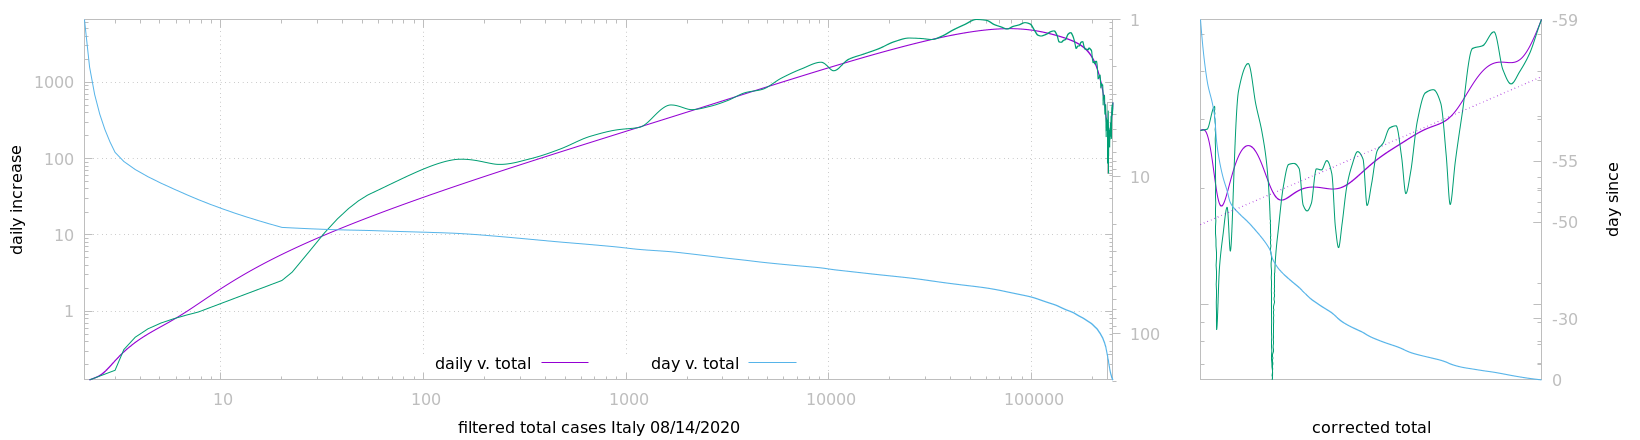 daily increase
1000
100
10
1
10
100
1000
10000
100000
filtered total cases Italy 08/14/2020
daily v. total
day v. total
1
10
100
-59
-55
-50
-30
0
day since
corrected total